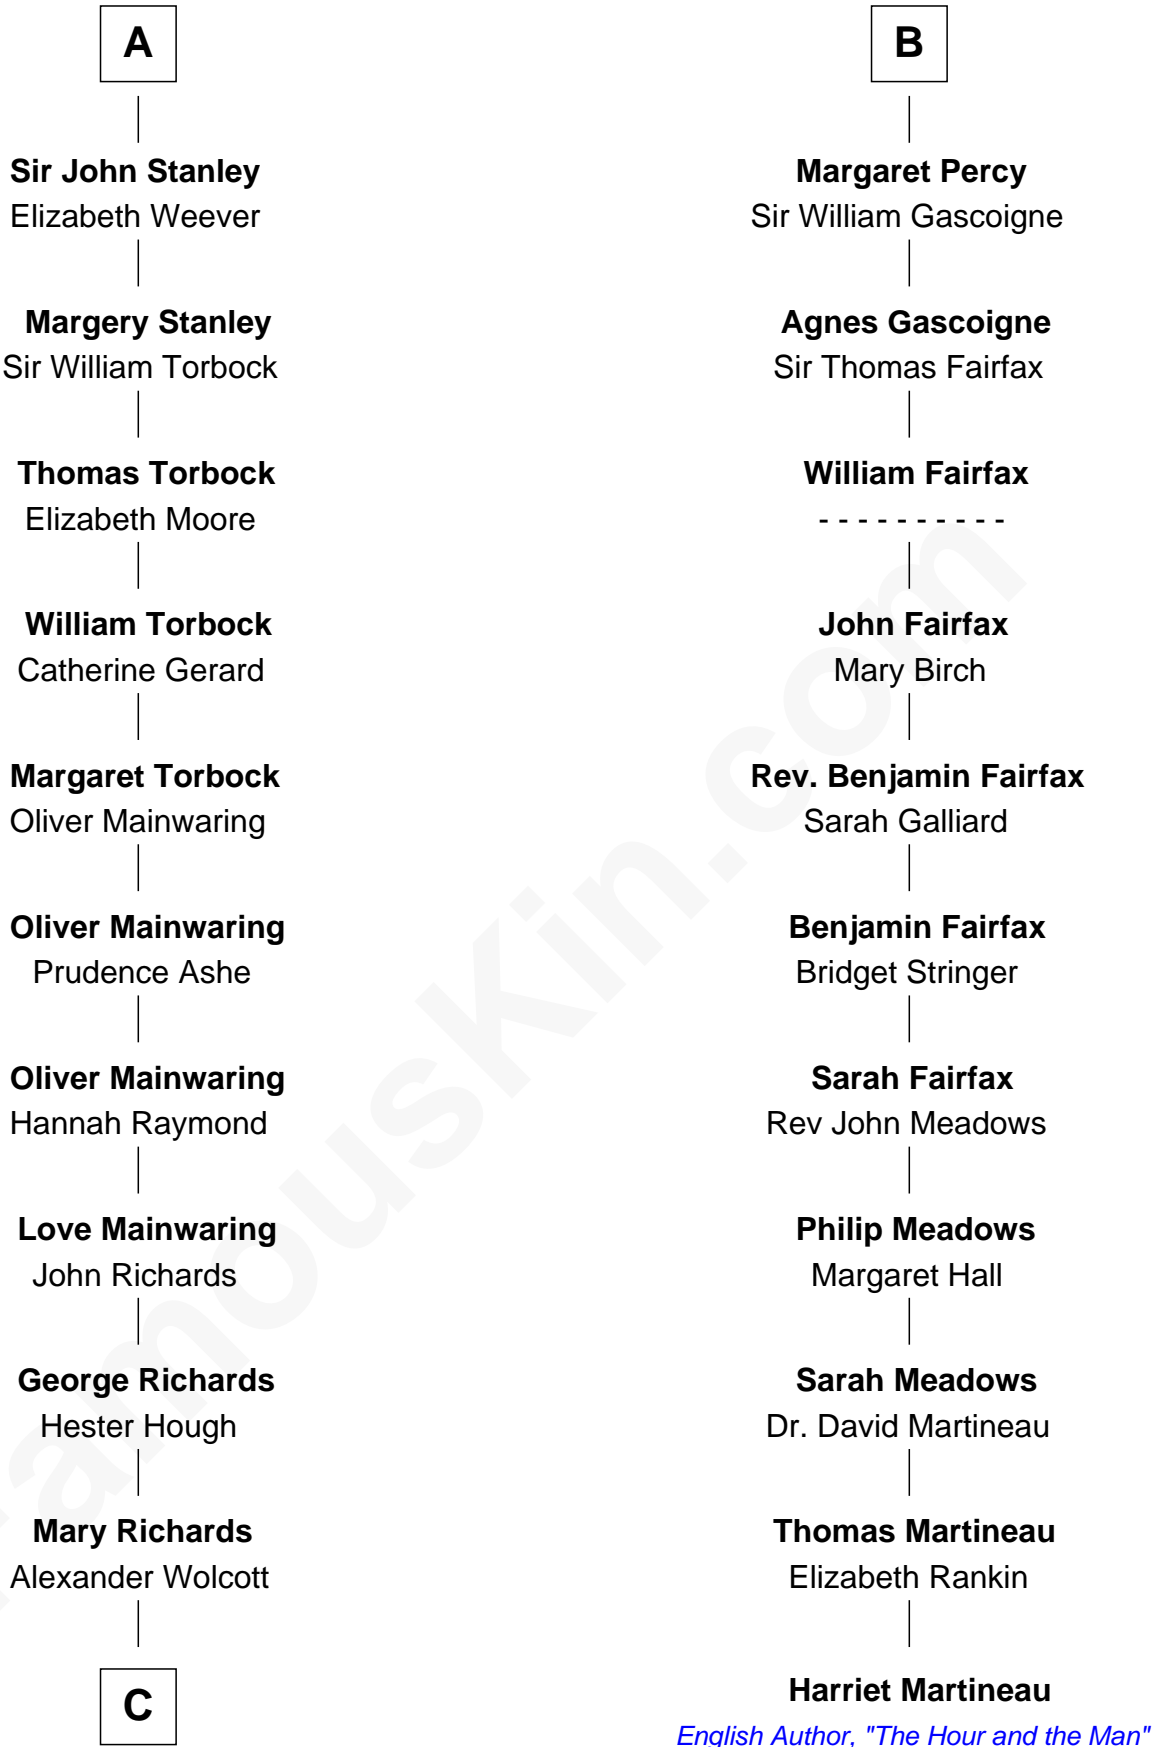 A
Sir John Stanley
Elizabeth Weever
Margery Stanley
Sir William Torbock
Thomas Torbock
Elizabeth Moore
William Torbock
Catherine Gerard
Margaret Torbock
Oliver Mainwaring
Oliver Mainwaring
Prudence Ashe
Oliver Mainwaring
Hannah Raymond
Love Mainwaring
John Richards
George Richards
Hester Hough
Mary Richards
Alexander Wolcott
C
B
Margaret Percy
Sir William Gascoigne
Agnes Gascoigne
Sir Thomas Fairfax
William Fairfax
- - - - - - - - - -
John Fairfax
Mary Birch
Rev. Benjamin Fairfax
Sarah Galliard
Benjamin Fairfax
Bridget Stringer
Sarah Fairfax
Rev John Meadows
Philip Meadows
Margaret Hall
Sarah Meadows
Dr. David Martineau
Thomas Martineau
Elizabeth Rankin
Harriet Martineau
English Author, "The Hour and the Man"
FamousKin.com